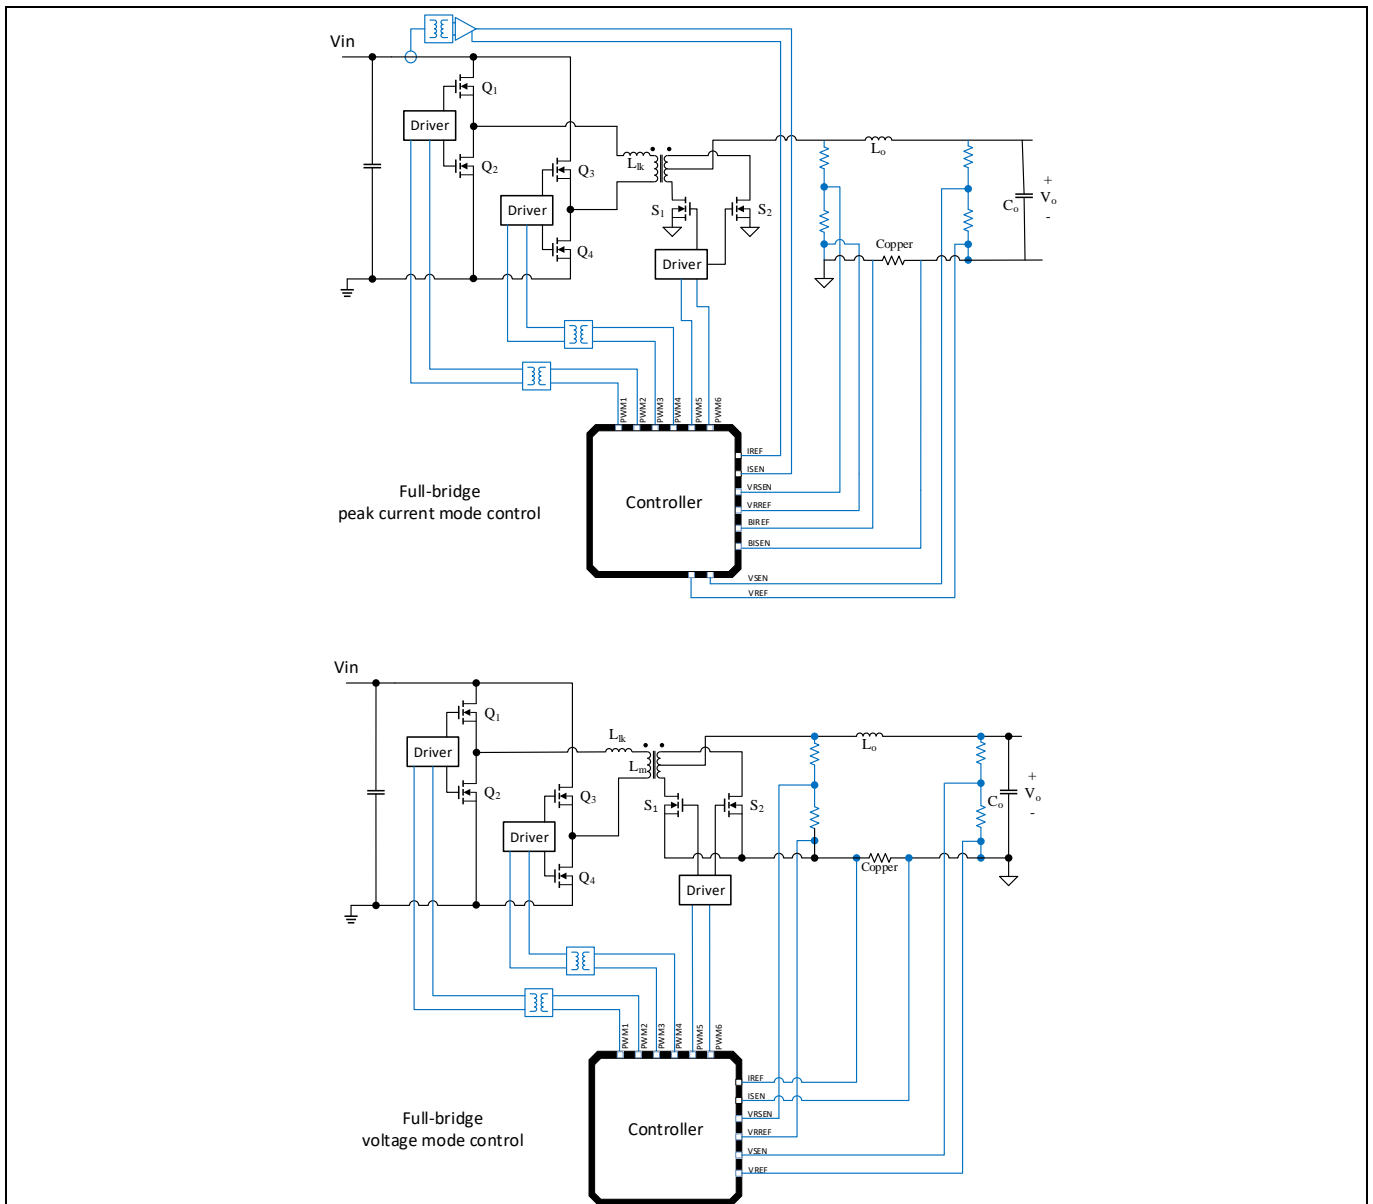 Vin
Q1
Driver
Q2
Q3
Driver
Q4
Llk
S1
S2
Driver
Lo
Copper
Co
+
Vo
-
PWM1
PWM2
PWM3
PWM4
PWM5
PWM6
Full-bridge
peak current mode control
Controller
IREF
ISEN
VRSEN
VRREF
BIREF
BISEN
VSEN
VREF
Vin
Q1
Driver
Q2
Q3
Driver
Q4
Llk
Lm
S1
S2
Driver
Lo
Copper
Co
+
Vo
-
PWM1
PWM2
PWM3
PWM4
PWM5
PWM6
Full-bridge
voltage mode control
Controller
IREF
ISEN
VRSEN
VRREF
VSEN
VREF